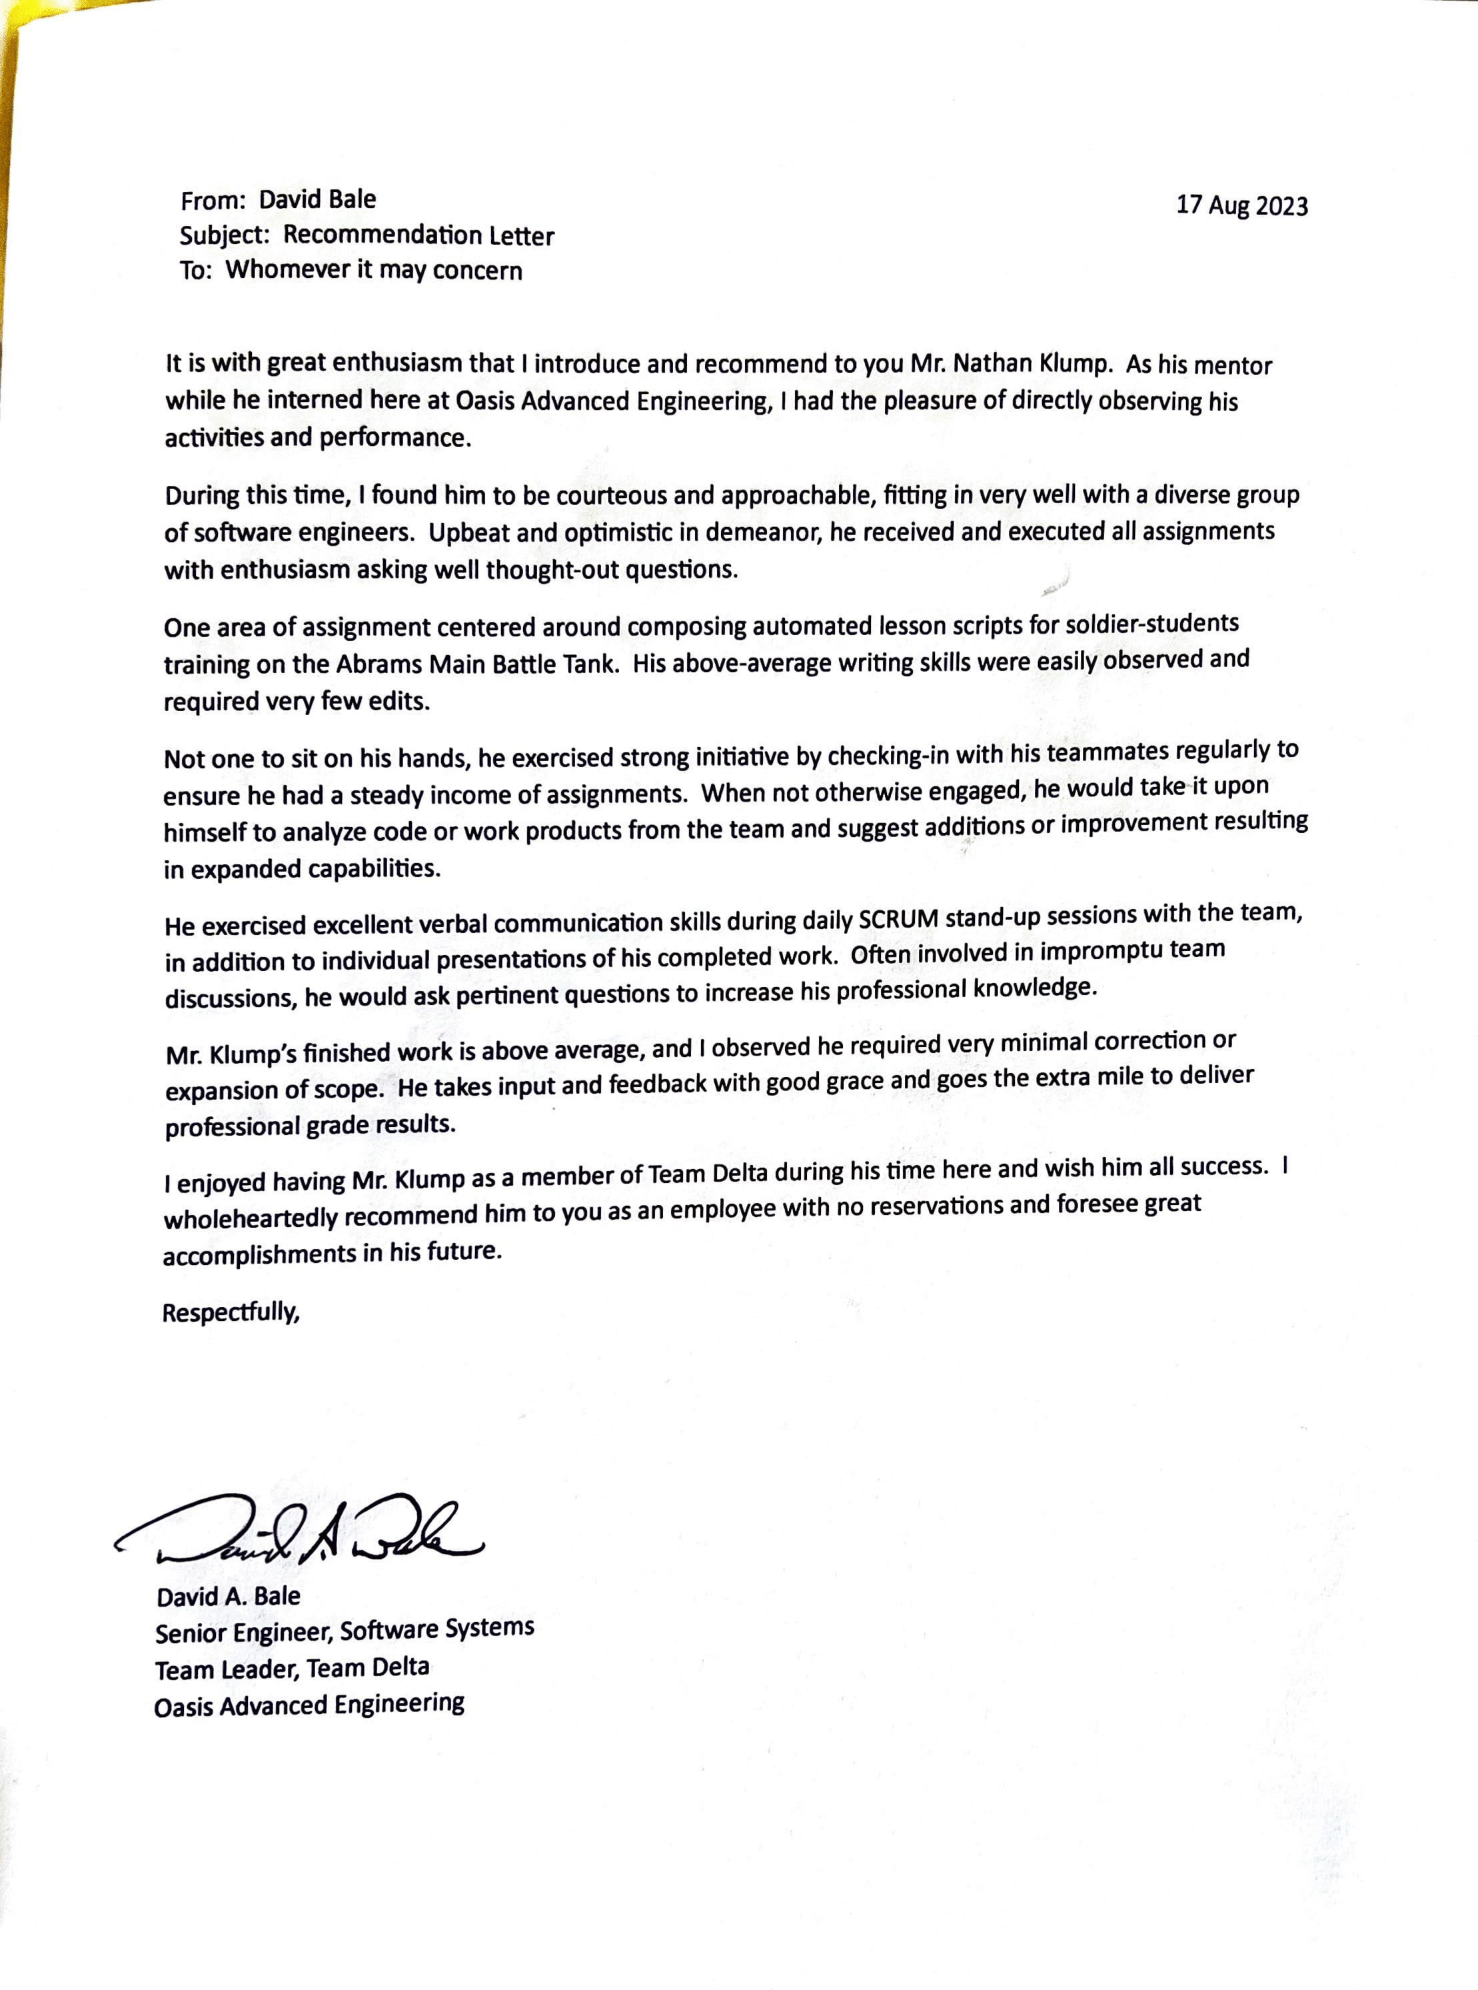 From:  David Bale
17 Aug 2023
Subject:  Recommendation Letter
To:  Whomever it may concern
It is with great enthusiasm that I introduce and recommend to you Mr. Nathan Klump.  As his mentor
while he interned here at Oasis Advanced Engineering, I had the pleasure of directly observing his
activities and performance.
During this time, I found him to be courteous and approachable, fitting in very well with a diverse group
of software engineers.  Upbeat and optimistic in demeanor, he received and executed all assignments
with enthusiasm asking well thought-out questions.
One area of assignment centered around composing automated lesson scripts for soldier-students
training on the Abrams Main Battle Tank.  His above-average writing skills were easily observed and
required very few edits.
Not one to sit on his hands, he exercised strong initiative by checking-in with his teammates regularly to
ensure he had a steady income of assignments.  When not otherwise engaged, he would take it upon
himself to analyze code or work products from the team and suggest additions or improvement resulting
in expanded capabilities.
He exercised excellent verbal communication skills during daily SCRUM stand-up sessions with the team,
in addition to individual presentations of his completed work.  Often involved in impromptu team
discussions, he would ask pertinent questions to increase his professional knowledge.
Mr. Klump's finished work is above average, and I observed he required very minimal correction or
expansion of scope.  He takes input and feedback with good grace and goes the extra mile to deliver
professional grade results.
I enjoyed having Mr. Klump as a member of Team Delta during his time here and wish him all success.  I
wholeheartedly recommend him to you as an employee with no reservations and foresee great
accomplishments in his future.
Respectfully,
David A Bale
David A. Bale
Senior Engineer, Software Systems
Team Leader, Team Delta
Oasis Advanced Engineering